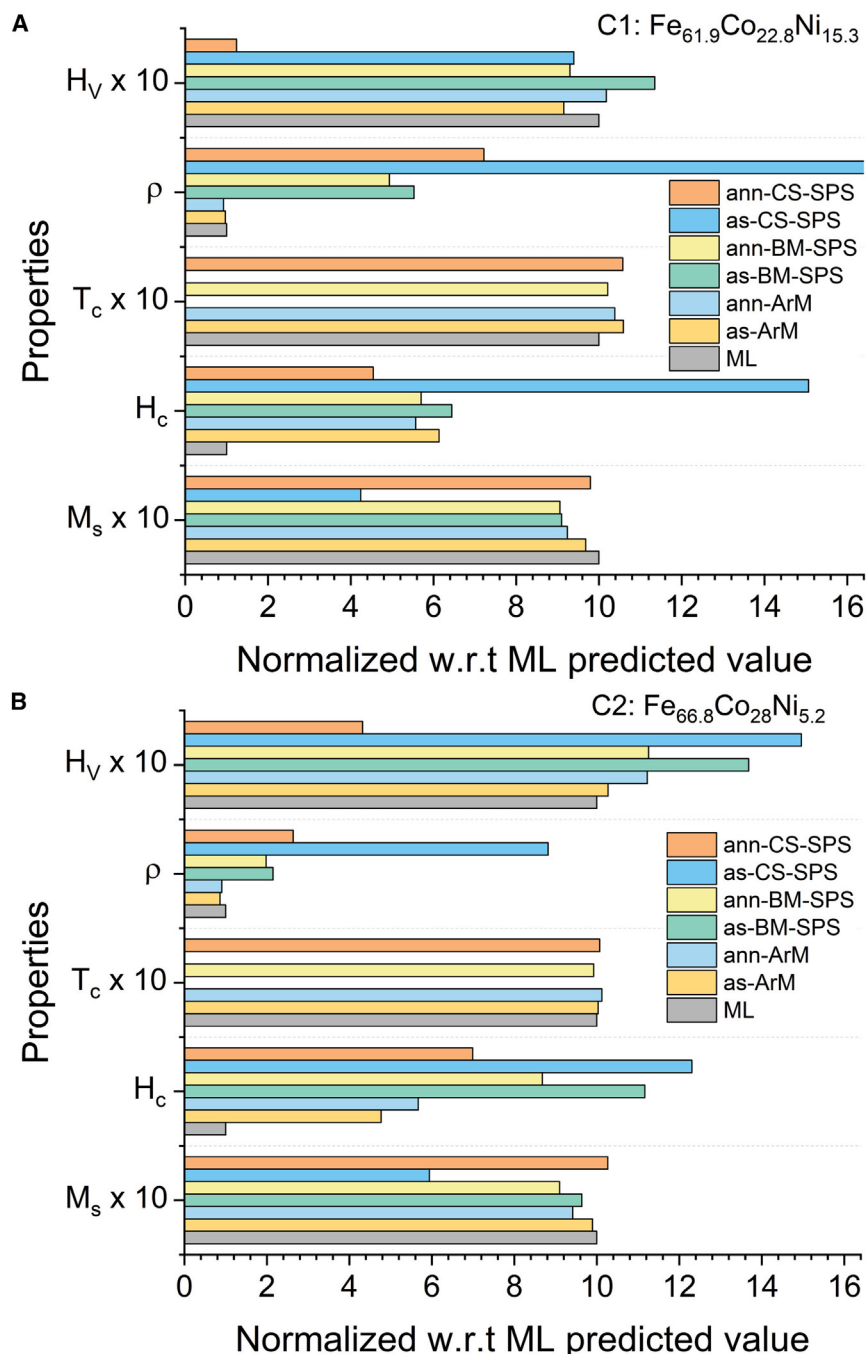 A
C1: Fe61.9Co22.8Ni15.3
HV x 10
ρ
Tc x 10
Hc
Ms x 10
Properties
ann-CS-SPS
as-CS-SPS
ann-BM-SPS
as-BM-SPS
ann-ArM
as-ArM
ML
0 2 4 6 8 10 12 14 16
Normalized w.r.t ML predicted value
B
C2: Fe66.8Co28Ni5.2
HV x 10
ρ
Tc x 10
Hc
Ms x 10
Properties
ann-CS-SPS
as-CS-SPS
ann-BM-SPS
as-BM-SPS
ann-ArM
as-ArM
ML
0 2 4 6 8 10 12 14 16
Normalized w.r.t ML predicted value